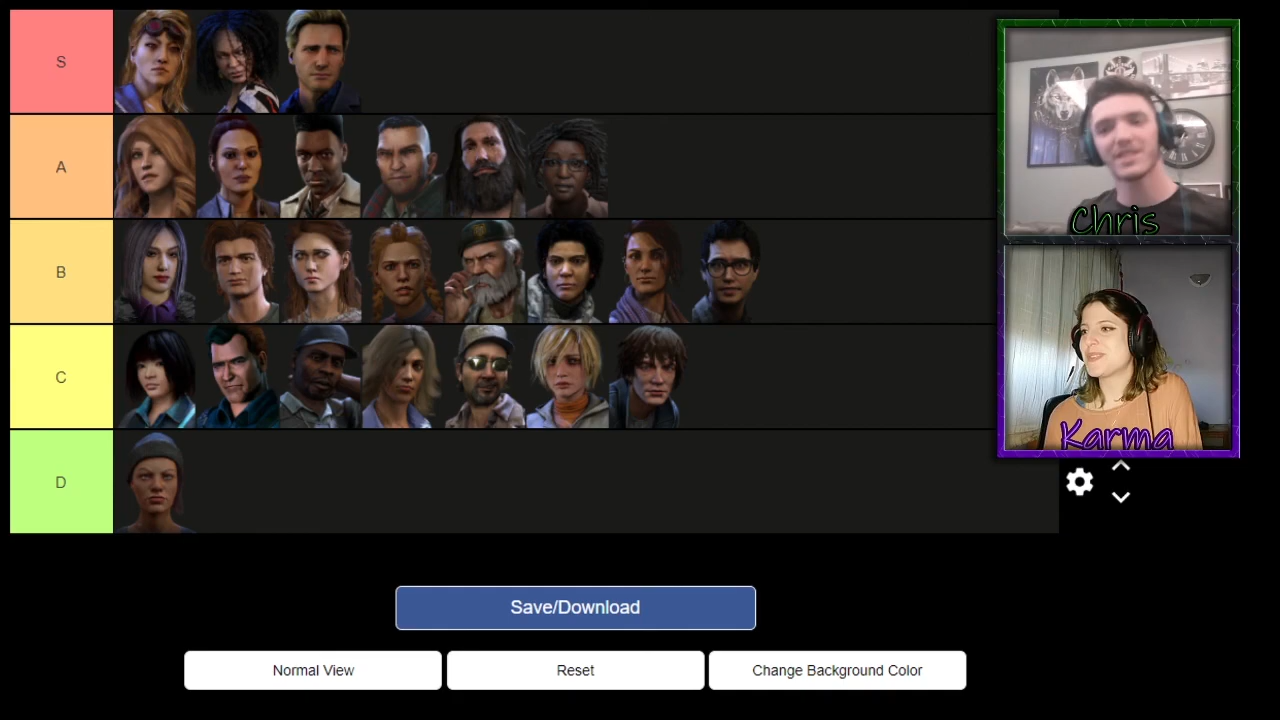 S
A
B
C
D
Chris
Karma
Save/Download
Normal View
Reset
Change Background Color